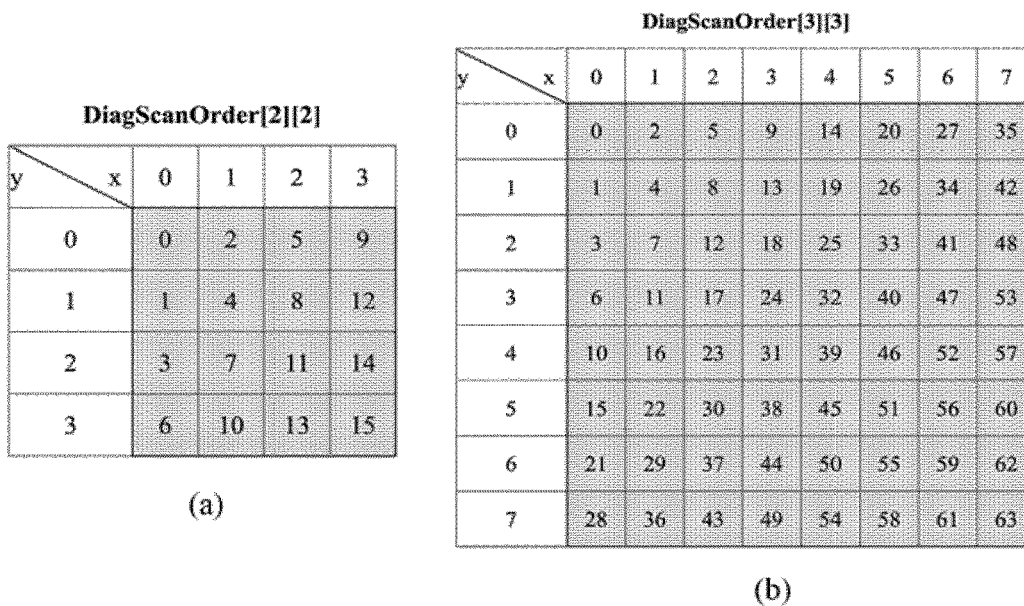 DiagScanOrder[2][2]
y x 0 1 2 3
0 0 2 5 9
1 1 4 8 12
2 3 7 11 14
3 6 10 13 15
(a)
DiagScanOrder[3][3]
y x 0 1 2 3 4 5 6 7
0 0 2 5 9 14 20 27 35
1 1 4 8 13 19 26 34 42
2 3 7 12 18 25 33 41 48
3 6 11 17 24 32 40 47 53
4 10 16 23 31 39 46 52 57
5 15 22 30 38 45 51 56 60
6 21 29 37 44 50 55 59 62
7 28 36 43 49 54 58 61 63
(b)